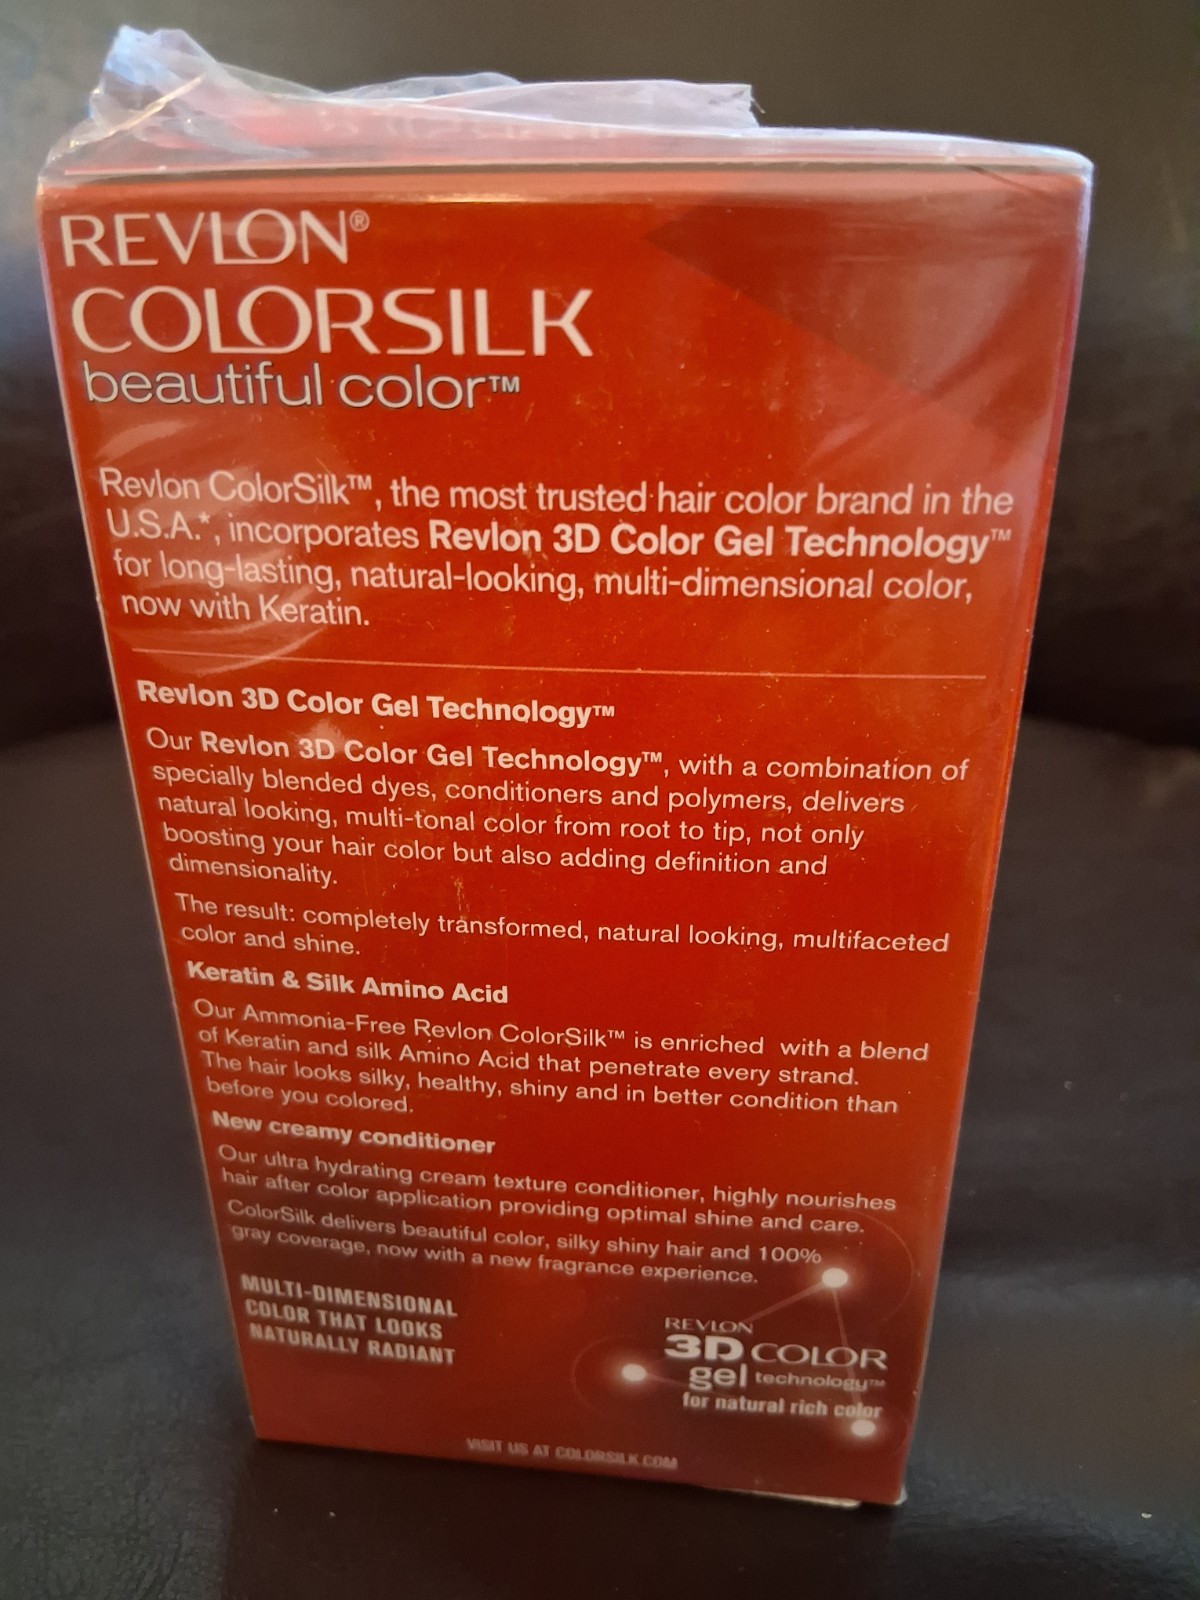 REVLON®
COLORSILK
beautiful color™
Revlon ColorSilk™, the most trusted hair color brand in the
U.S.A.*, incorporates Revlon 3D Color Gel Technology™
for long-lasting, natural-looking, multi-dimensional color,
now with Keratin.
Revlon 3D Color Gel Technology™
Our Revlon 3D Color Gel Technology™, with a combination of
specially blended dyes, conditioners and polymers, delivers
natural looking, multi-tonal color from root to tip, not only
boosting your hair color but also adding definition and
dimensionality.
The result: completely transformed, natural looking, multifaceted
color and shine.
Keratin & Silk Amino Acid
Our Ammonia-Free Revlon ColorSilk™ is enriched with a blend
of Keratin and silk Amino Acid that penetrate every strand.
The hair looks silky, healthy, shiny and in better condition than
before you colored.
New creamy conditioner
Our ultra hydrating cream texture conditioner, highly nourishes
hair after color application providing optimal shine and care.
ColorSilk delivers beautiful color, silky shiny hair and 100%
gray coverage, now with a new fragrance experience.
MULTI-DIMENSIONAL
COLOR THAT LOOKS
NATURALLY RADIANT
REVLON
3D COLOR
gel technology™
for natural rich color
VISIT US AT COLORSILK.COM